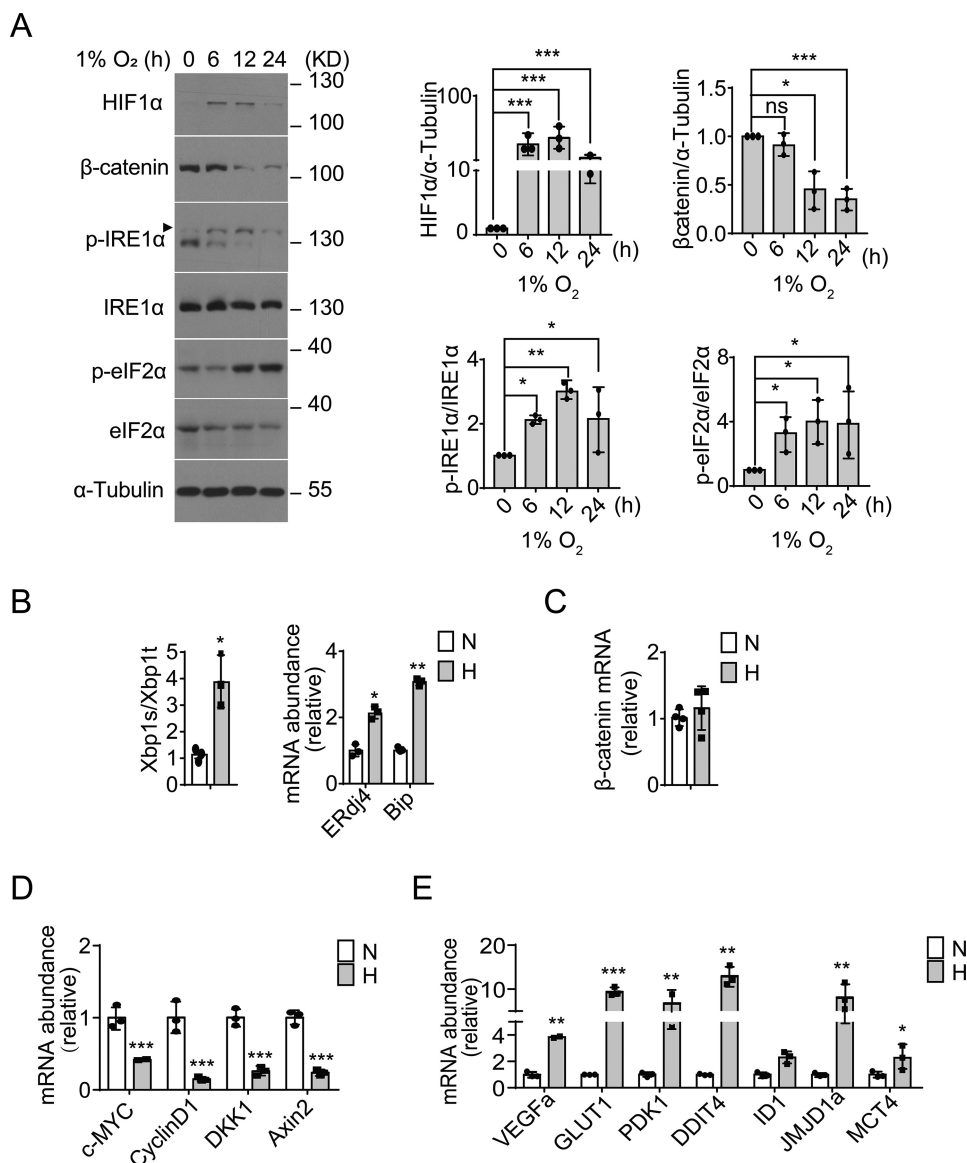 A
1% O₂ (h) 0 6 12 24 (KD)
HIF1α
130
100
β-catenin
100
p-IRE1α
130
IRE1α
130
p-eIF2α
40
eIF2α
40
α-Tubulin
55
HIF1α/α-Tubulin
100
10
0
***
***
***
0 6 12 24 (h)
1% O₂
βcatenin/α-Tubulin
1.5
1.0
0.5
0.0
***
*
ns
0 6 12 24 (h)
1% O₂
p-IRE1α/IRE1α
4
2
0
*
**
*
0 6 12 24 (h)
1% O₂
p-eIF2α/eIF2α
8
4
0
*
*
*
0 6 12 24 (h)
1% O₂
B
Xbp1s/Xbp1t
5
4
3
2
1
0
*
mRNA abundance
(relative)
4
2
0
* **
ERdj4 Bip
N
H
C
β-catenin mRNA
(relative)
2
1
0
N
H
D
mRNA abundance
(relative)
2
1
0
*** *** *** ***
c-MYC CyclinD1 DKK1 Axin2
N
H
E
mRNA abundance
(relative)
20
10
4
2
0
** *** ** ** ** *
VEGFa GLUT1 PDK1 DDIT4 ID1 JMJD1a MCT4
N
H